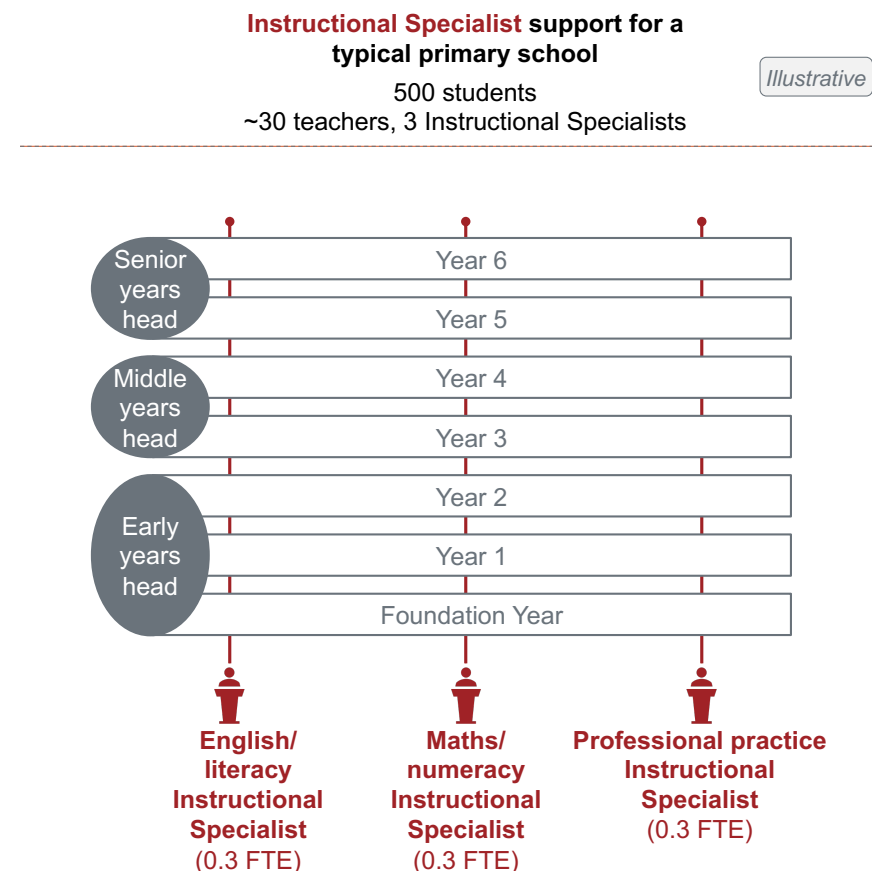 Instructional Specialist support for a
typical primary school
500 students
~30 teachers, 3 Instructional Specialists
Illustrative
Senior
years
head
Year 6
Year 5
Middle
years
head
Year 4
Year 3
Early
years
head
Year 2
Year 1
Foundation Year
English/
literacy
Instructional
Specialist
(0.3 FTE)
Maths/
numeracy
Instructional
Specialist
(0.3 FTE)
Professional practice
Instructional
Specialist
(0.3 FTE)